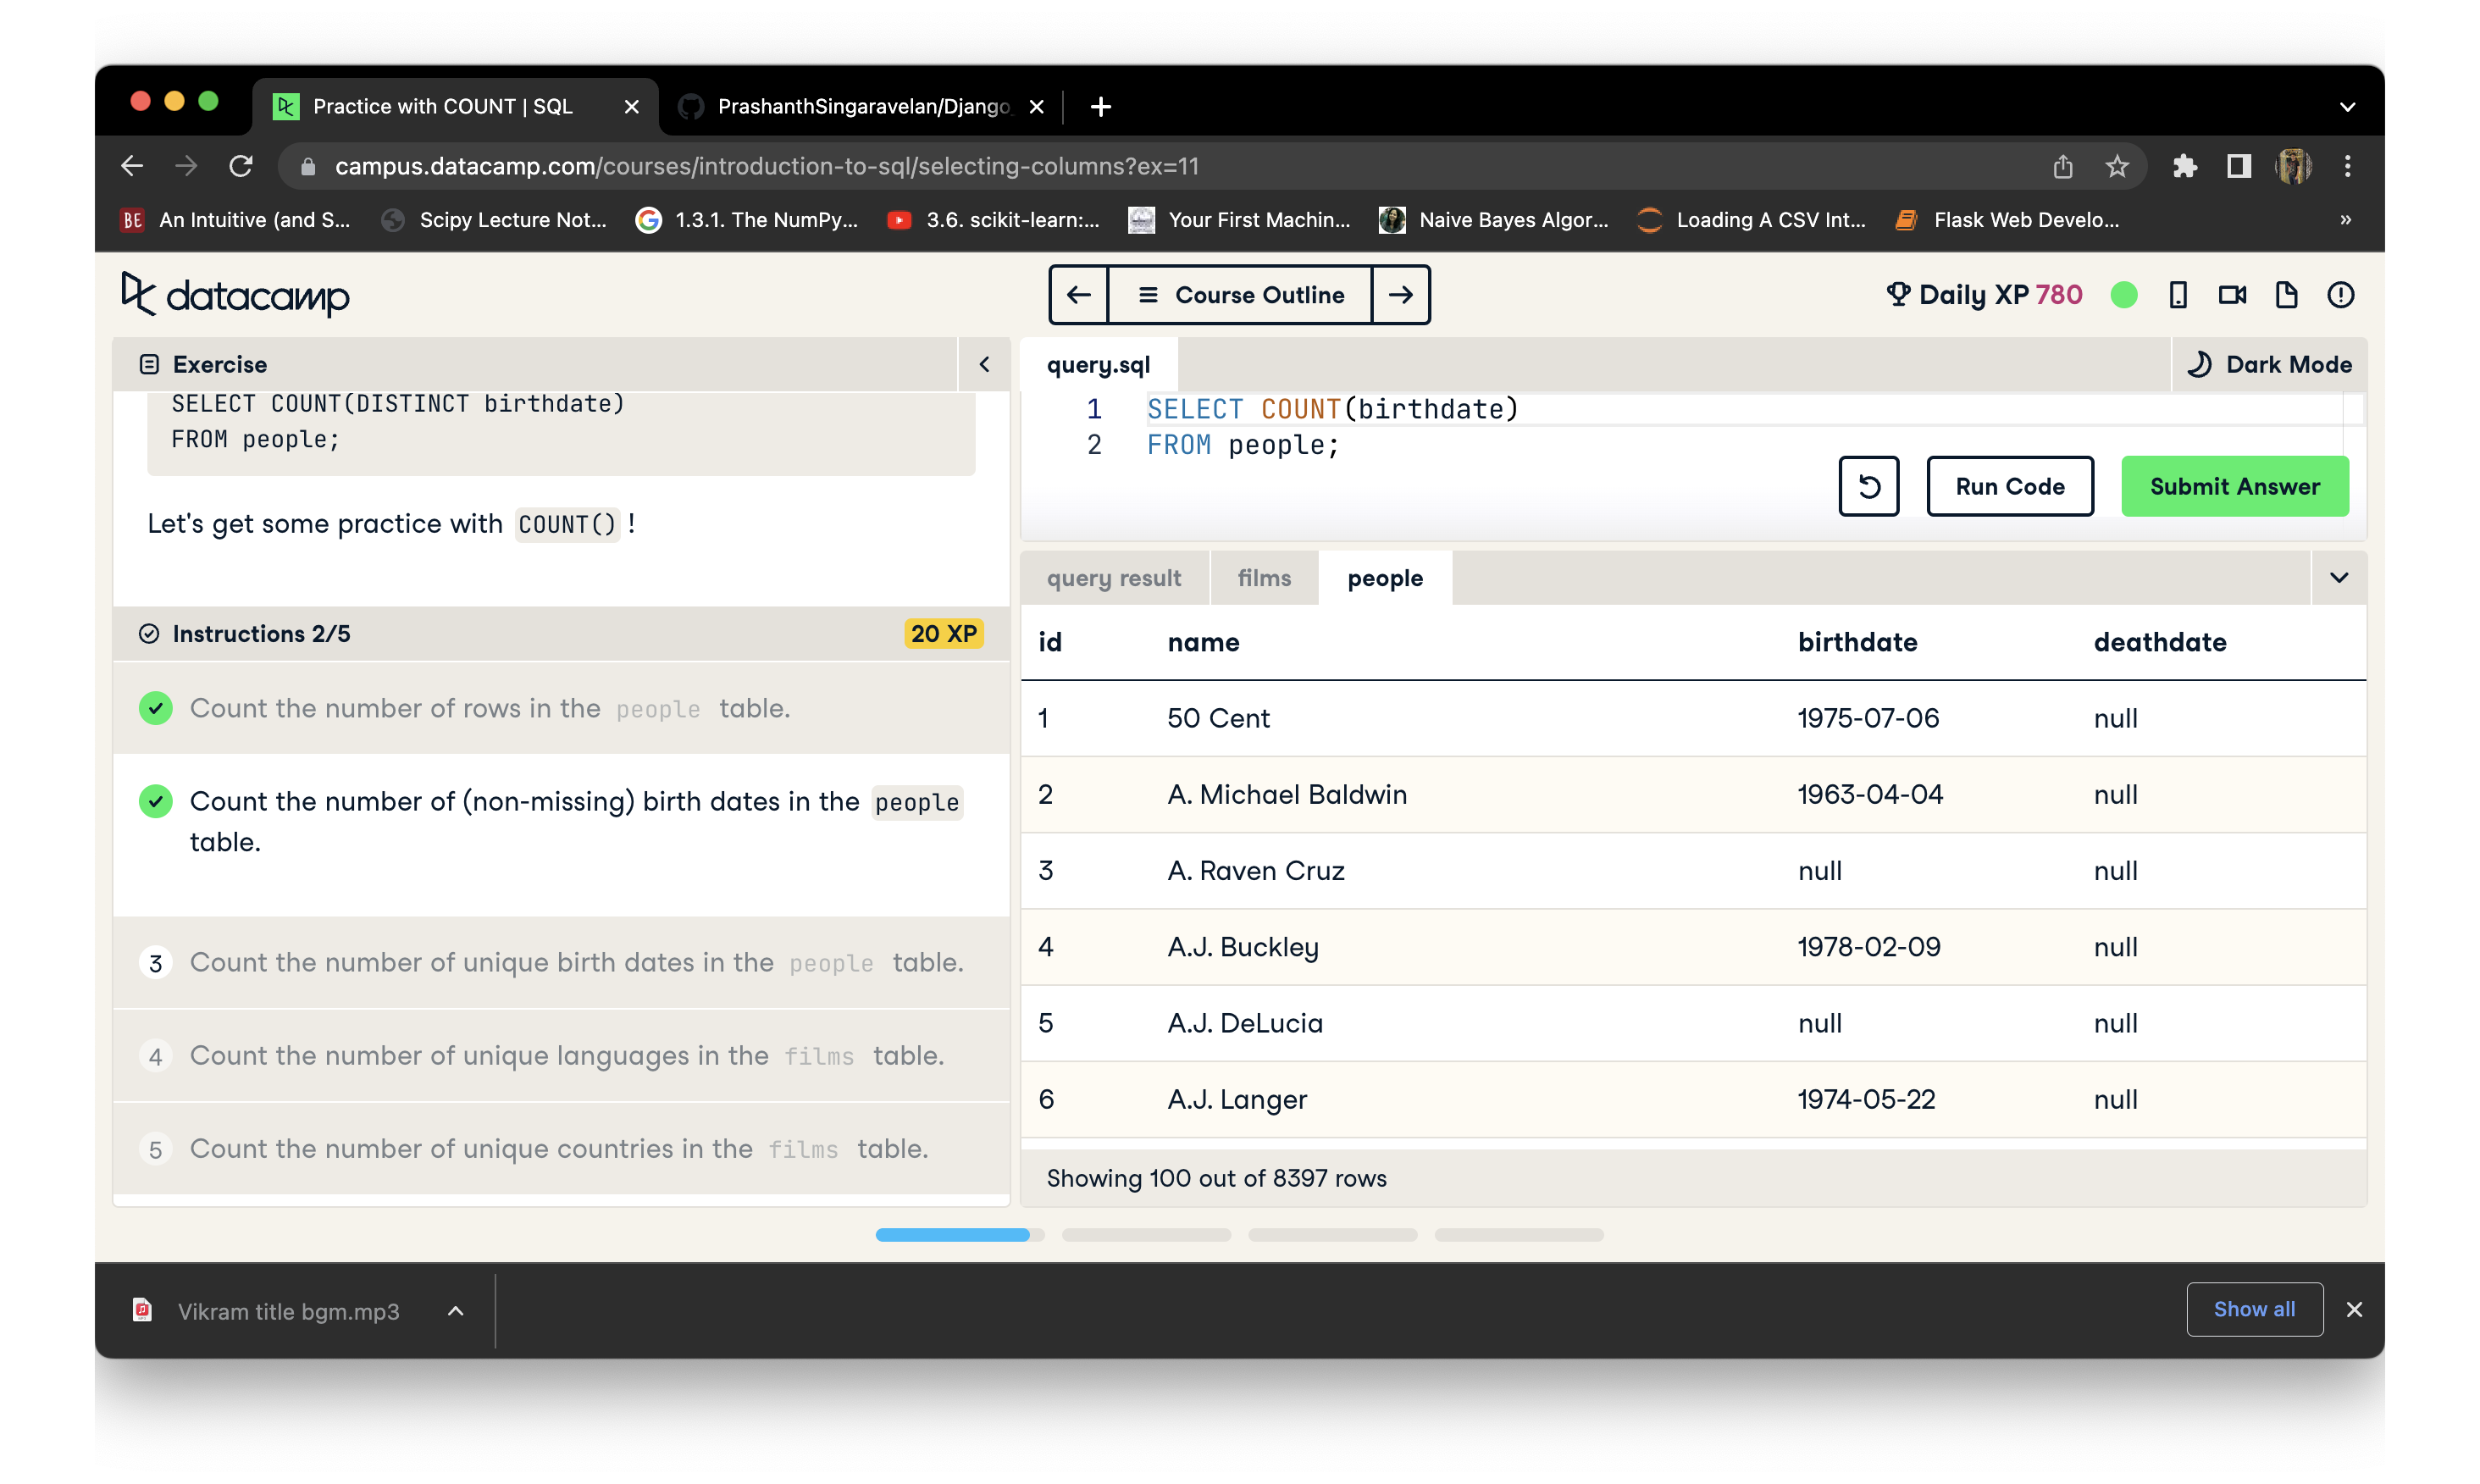 Practice with COUNT | SQL
PrashanthSingaravelan/Django
campus.datacamp.com/courses/introduction-to-sql/selecting-columns?ex=11
BE An Intuitive (and S...
Scipy Lecture Not...
1.3.1. The NumPy...
3.6. scikit-learn:...
Your First Machin...
Naive Bayes Algor...
Loading A CSV Int...
Flask Web Develo...
»
datacamp
Course Outline
Daily XP 780
Exercise
SELECT COUNT(DISTINCT birthdate)
FROM people;
Let's get some practice with COUNT() !
Instructions 2/5
20 XP
Count the number of rows in the people table.
Count the number of (non-missing) birth dates in the people
table.
3 Count the number of unique birth dates in the people table.
4 Count the number of unique languages in the films table.
5 Count the number of unique countries in the films table.
query.sql
Dark Mode
1 SELECT COUNT(birthdate)
2 FROM people;
Run Code
Submit Answer
query result films people
id name birthdate deathdate
1 50 Cent 1975-07-06 null
2 A. Michael Baldwin 1963-04-04 null
3 A. Raven Cruz null null
4 A.J. Buckley 1978-02-09 null
5 A.J. DeLucia null null
6 A.J. Langer 1974-05-22 null
Showing 100 out of 8397 rows
Vikram title bgm.mp3
Show all